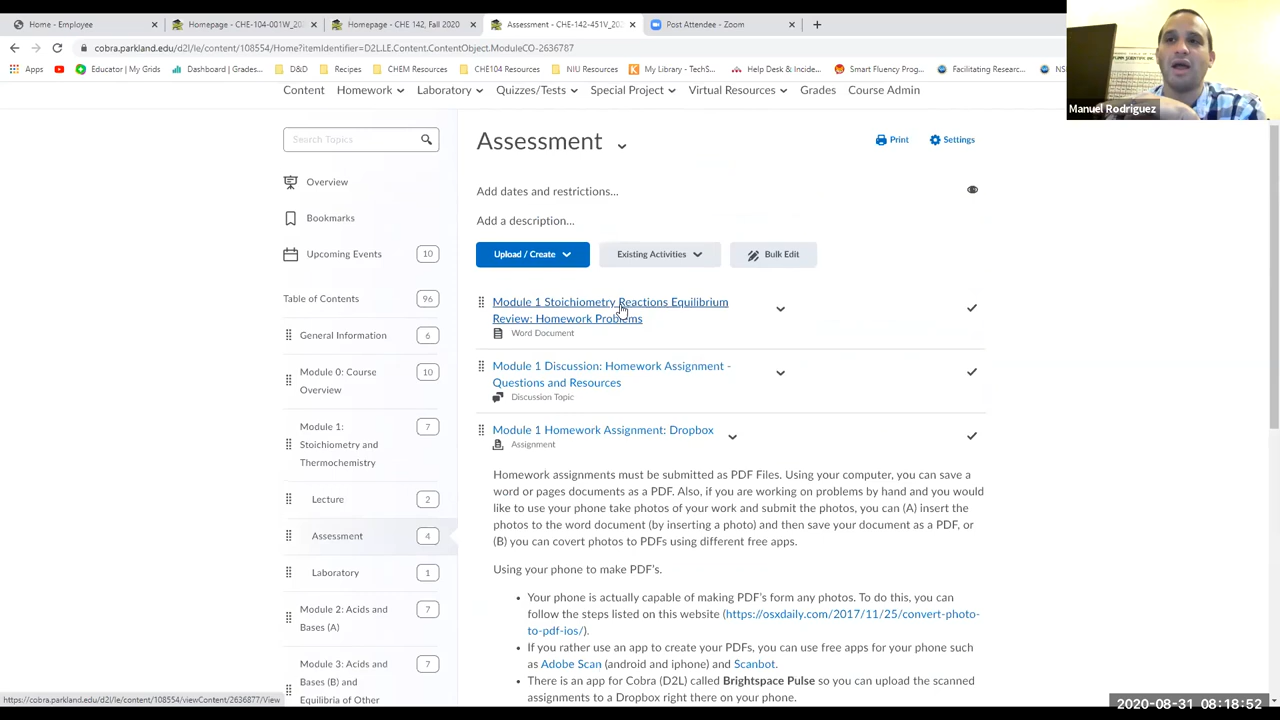 Home - Employee
Homepage - CHE-104-001W_20
Homepage - CHE 142, Fall 2020
Assessment - CHE-142-451V_20
Post Attendee - Zoom
cobra.parkland.edu/d2l/le/content/108554/Home?itemIdentifier=D2L.LE.Content.ContentObject.ModuleCO-2636787
Apps
Educator | My Grids
Dashboard | Grades...
D&D
Resources
CHEM
CHE104 Resources
NIU Resources
My Library -
Help Desk & Incide...
Prog...
Facilitating Researc...
Manuel Rodriguez
Content
Homework
Quizzes/Tests
Special Project
Virtual Resources
Grades
Course Admin
Search Topics
Assessment
Print
Settings
Overview
Add dates and restrictions...
Bookmarks
Add a description...
Upcoming Events
10
Upload / Create
Existing Activities
Bulk Edit
Table of Contents
96
General Information
6
Module 0: Course
Overview
10
Module 1:
Stoichiometry and
Thermochemistry
7
Lecture
2
Assessment
4
Laboratory
1
Module 2: Acids and
Bases (A)
7
Module 3: Acids and
Bases (B) and
Equilibria of Other
7
Module 1 Stoichiometry Reactions Equilibrium
Review: Homework Problems
Word Document
Module 1 Discussion: Homework Assignment -
Questions and Resources
Discussion Topic
Module 1 Homework Assignment: Dropbox
Assignment
Homework assignments must be submitted as PDF Files. Using your computer, you can save a
word or pages documents as a PDF. Also, if you are working on problems by hand and you would
like to use your phone take photos of your work and submit the photos, you can (A) insert the
photos to the word document (by inserting a photo) and then save your document as a PDF, or
(B) you can covert photos to PDFs using different free apps.
Using your phone to make PDF's.
• Your phone is actually capable of making PDF's form any photos. To do this, you can
follow the steps listed on this website (https://osxdaily.com/2017/11/25/convert-photo-
to-pdf-ios/).
• If you rather use an app to create your PDFs, you can use free apps for your phone such
as Adobe Scan (android and iphone) and Scanbot.
• There is an app for Cobra (D2L) called Brightspace Pulse so you can upload the scanned
assignments to a Dropbox right there on your phone.
https://cobra.parkland.edu/d2l/le/content/108554/viewContent/2636877/View
2020-08-31 08:18:52